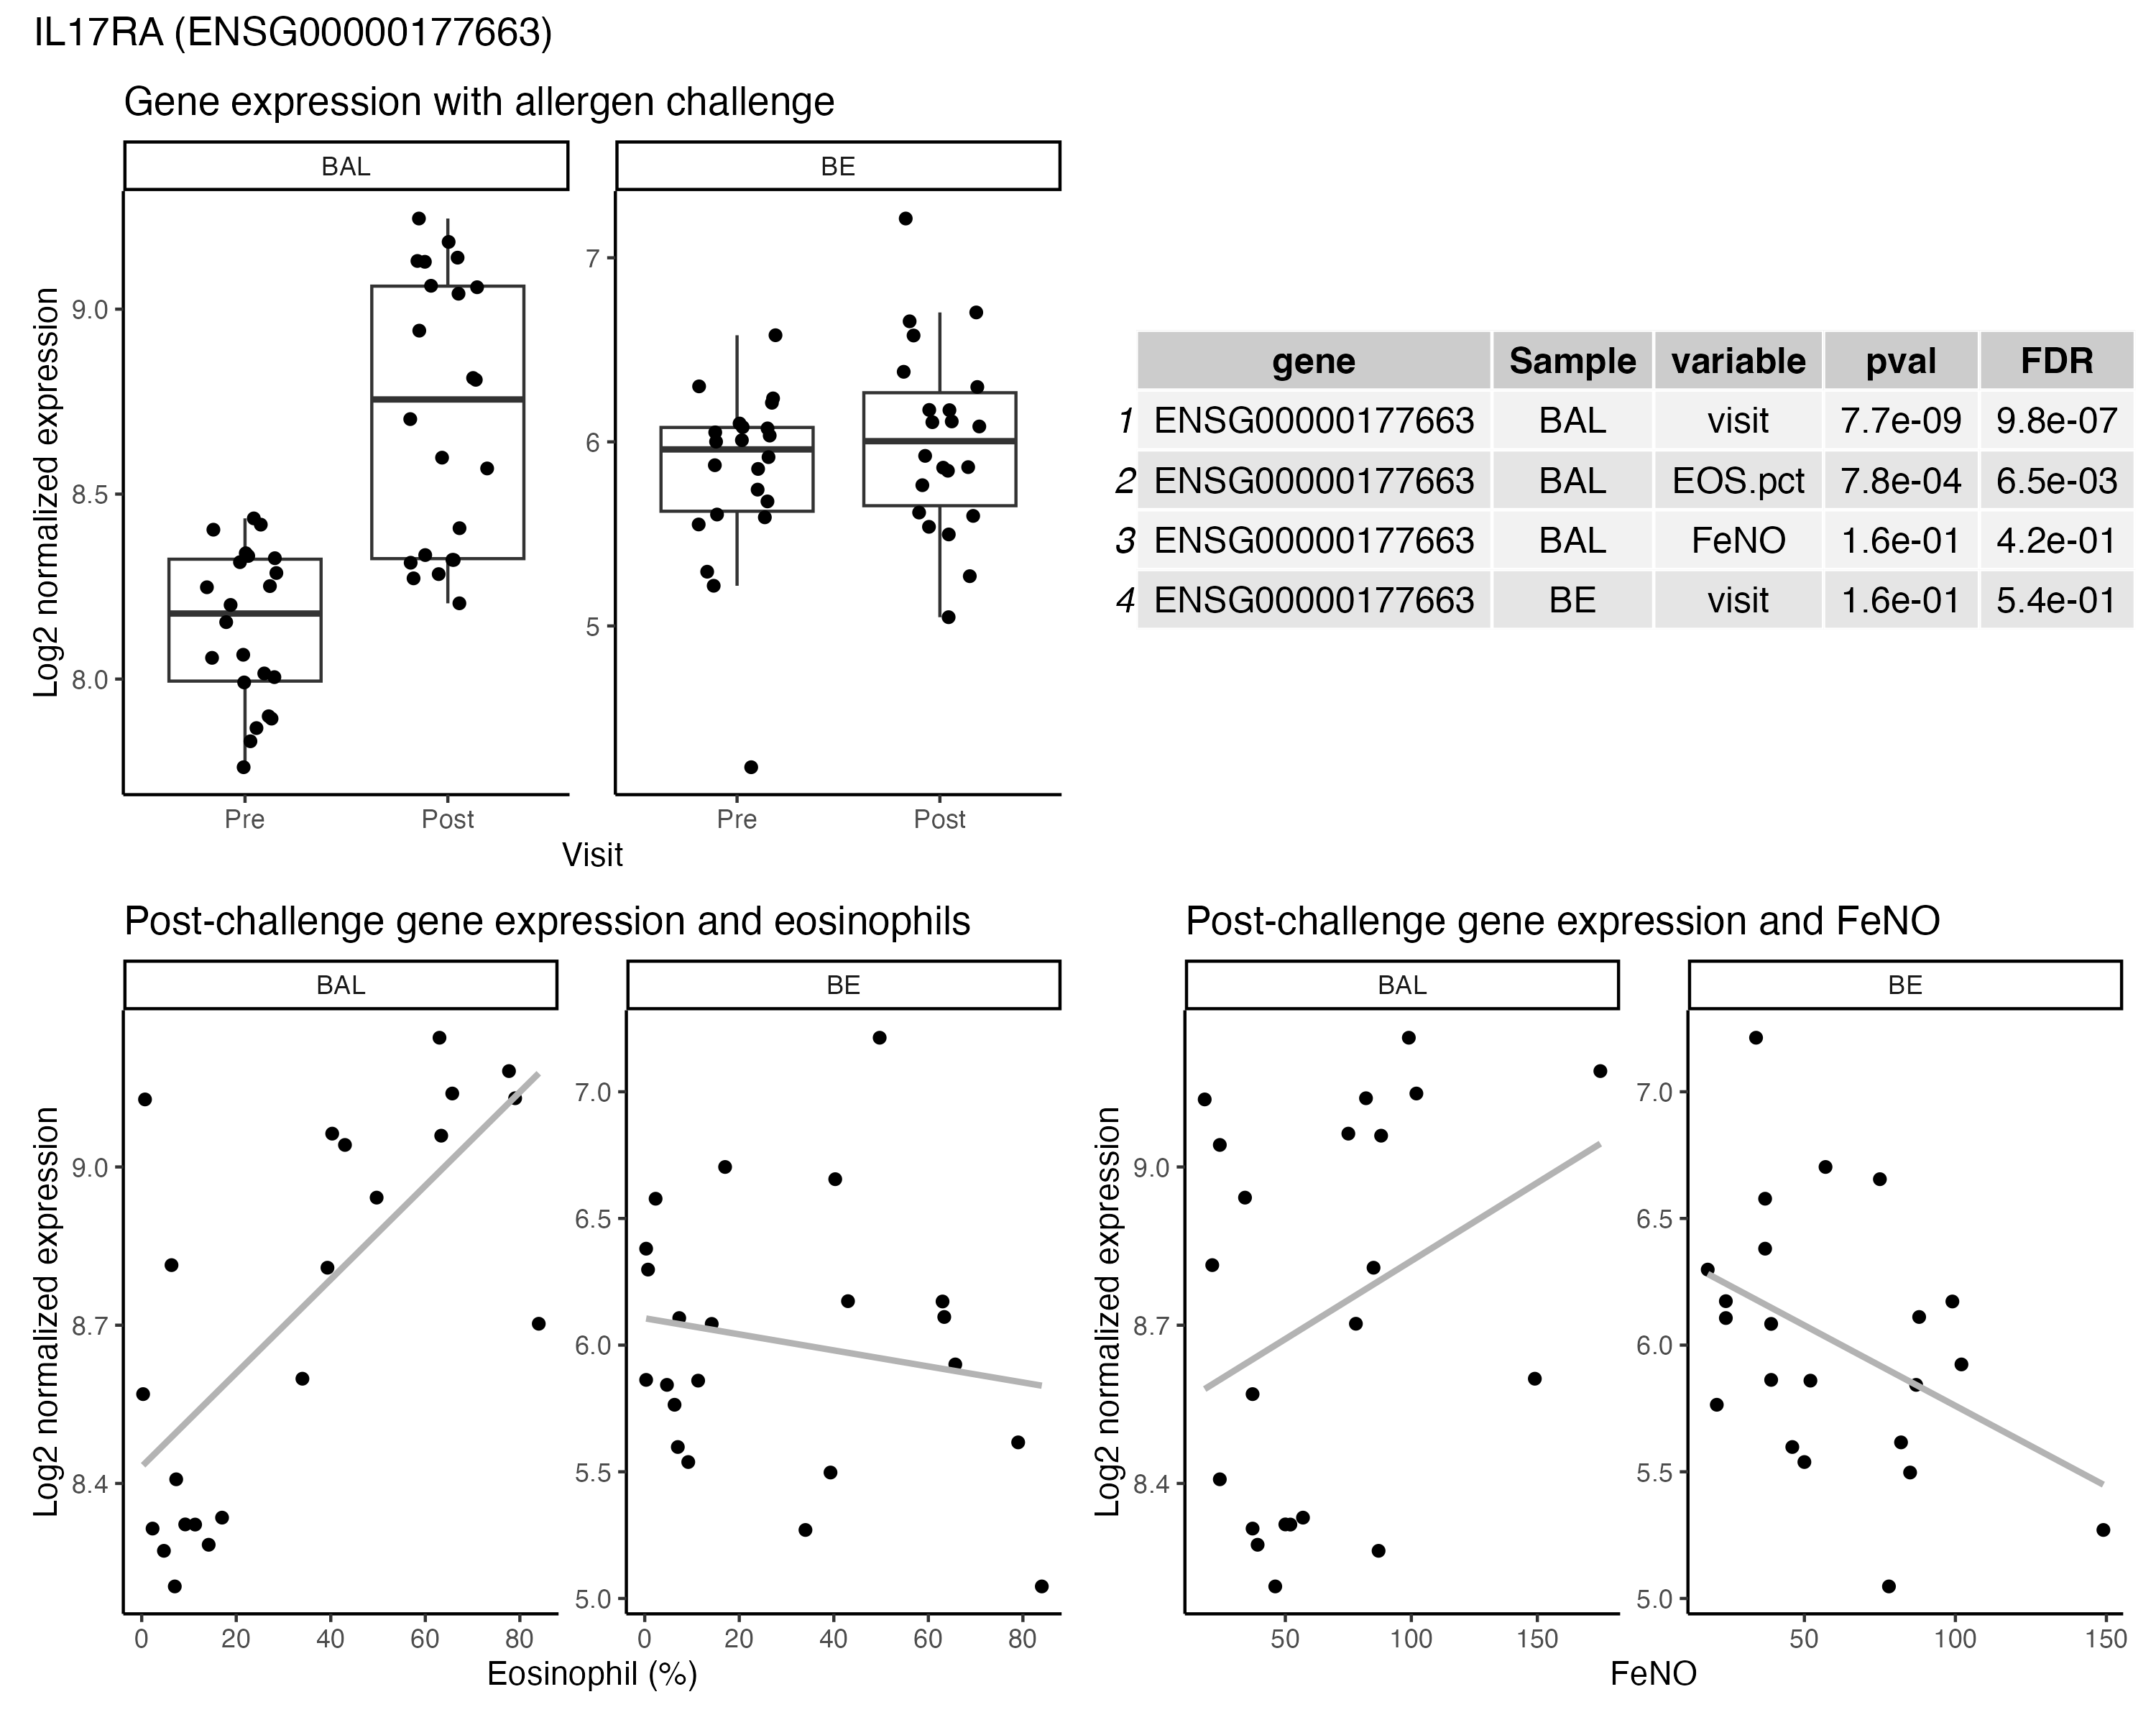 IL17RA (ENSG00000177663)
Gene expression with allergen challenge
BAL
BE
Log2 normalized expression
9.0
8.5
8.0
7
6
5
Pre
Post
Pre
Post
Visit
gene Sample variable pval FDR
1 ENSG00000177663 BAL visit 7.7e-09 9.8e-07
2 ENSG00000177663 BAL EOS.pct 7.8e-04 6.5e-03
3 ENSG00000177663 BAL FeNO 1.6e-01 4.2e-01
4 ENSG00000177663 BE visit 1.6e-01 5.4e-01
Post-challenge gene expression and eosinophils
BAL
BE
Log2 normalized expression
9.0
8.7
8.4
7.0
6.5
6.0
5.5
5.0
0 20 40 60 80
0 20 40 60 80
Eosinophil (%)
Post-challenge gene expression and FeNO
BAL
BE
Log2 normalized expression
9.0
8.7
8.4
7.0
6.5
6.0
5.5
5.0
50 100 150
50 100 150
FeNO